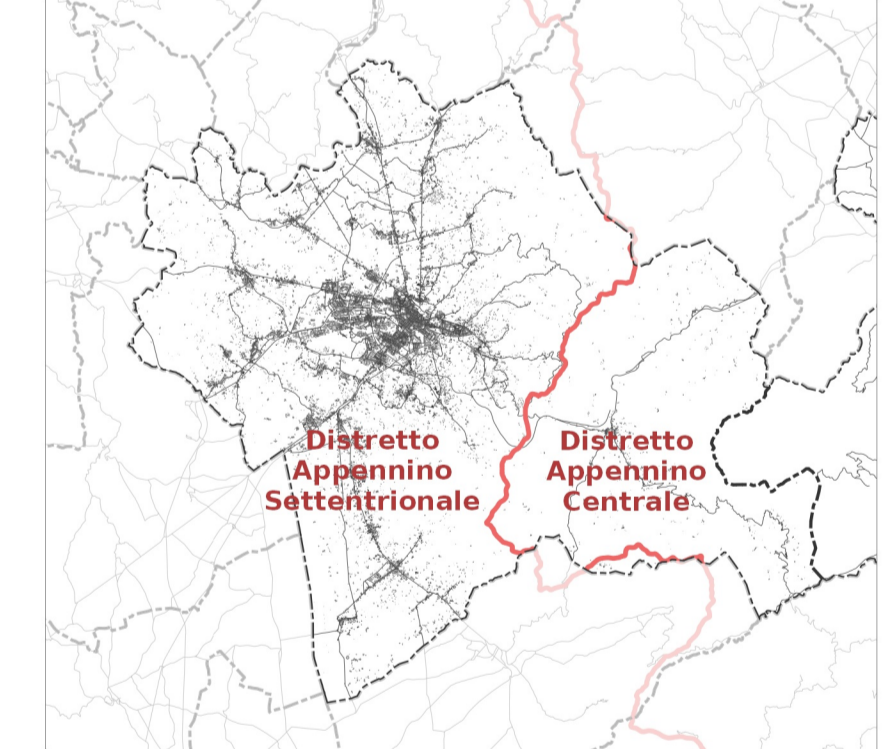 Distretto
Appennino
Settentrionale
Distretto
Appennino
Centrale